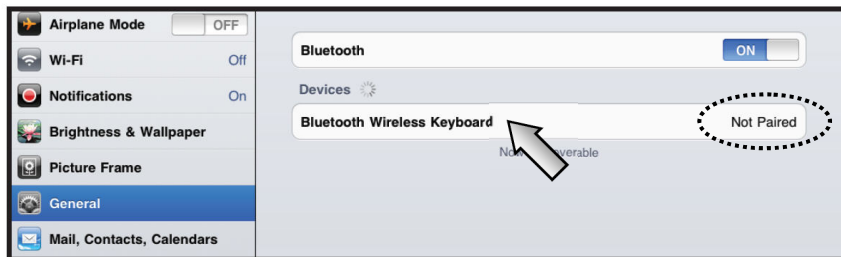 Airplane Mode OFF
Wi-Fi Off
Notifications On
Brightness & Wallpaper
Picture Frame
General
Mail, Contacts, Calendars
Bluetooth ON
Devices
Bluetooth Wireless Keyboard Not Paired